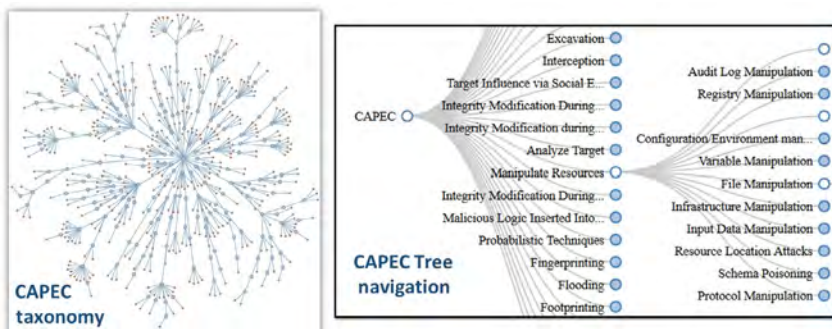 CAPEC
taxonomy
CAPEC
Excavation
Interception
Target Influence via Social E...
Integrity Modification During...
Integrity Modification during...
Analyze Target
Manipulate Resources
Integrity Modification During...
Malicious Logic Inserted Into...
Probabilistic Techniques
Fingerprinting
Flooding
Footprinting
Audit Log Manipulation
Registry Manipulation
Configuration/Environment man...
Variable Manipulation
File Manipulation
Infrastructure Manipulation
Input Data Manipulation
Resource Location Attacks
Schema Poisoning
Protocol Manipulation
CAPEC Tree
navigation